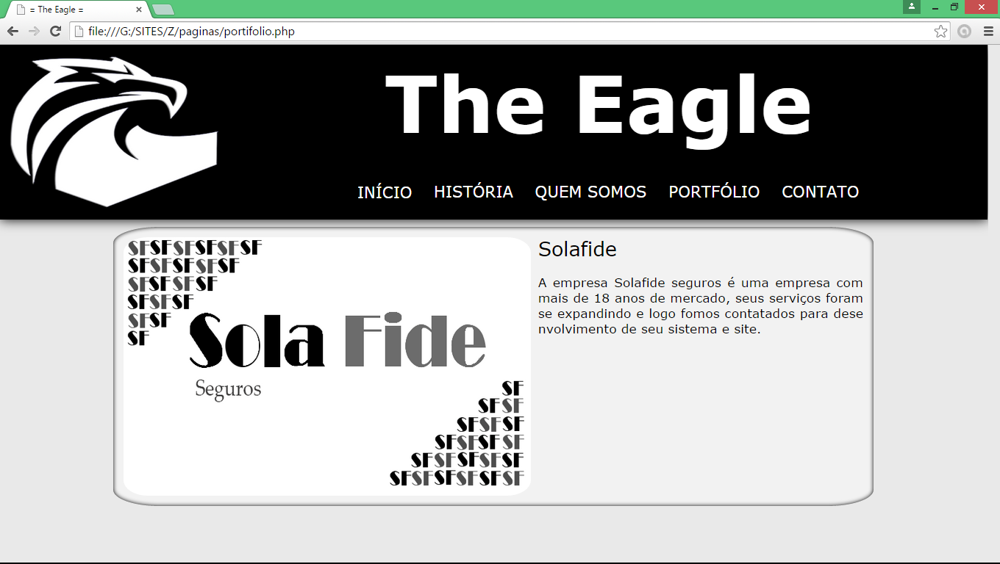 = The Eagle =
file:///G:/SITES/Z/paginas/portifolio.php
The Eagle
INÍCIO HISTÓRIA QUEM SOMOS PORTFÓLIO CONTATO
SFSFSFSFSFSF
SFSFSFSFSF
SFSFSFSF
SFSFSF
SFSF
SF
Sola Fide
Seguros
SF
SFSF
SFSFSF
SFSFSFSF
SFSFSFSFSF
SFSFSFSFSFSF
Solafide
A empresa Solafide seguros é uma empresa com
mais de 18 anos de mercado, seus serviços foram
se expandindo e logo fomos contatados para dese
nvolvimento de seu sistema e site.